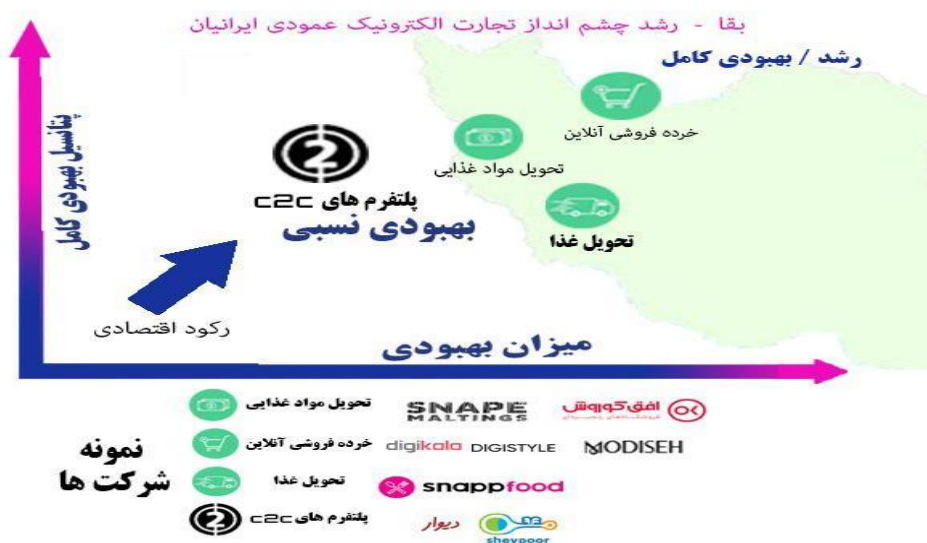 بقا - رشد چشم انداز تجارت الکترونیک عمودی ایرانیان
رشد / بهبودی کامل
خرده فروشی آنلاین
تحویل مواد غذایی
2
پلتفرم های c2c
بهبودی نسبی
تحویل غذا
پتانسیل بهبودی کامل
رکود اقتصادی
میزان بهبودی
نمونه شرکت ها
تحویل مواد غذایی
SNAPE MALTINGS
افق کوروش
خرده فروشی آنلاین
digikala DIGISTYLE MODISEH
تحویل غذا
snappfood
2
پلتفرم های c2c
دیوار
sheypoor